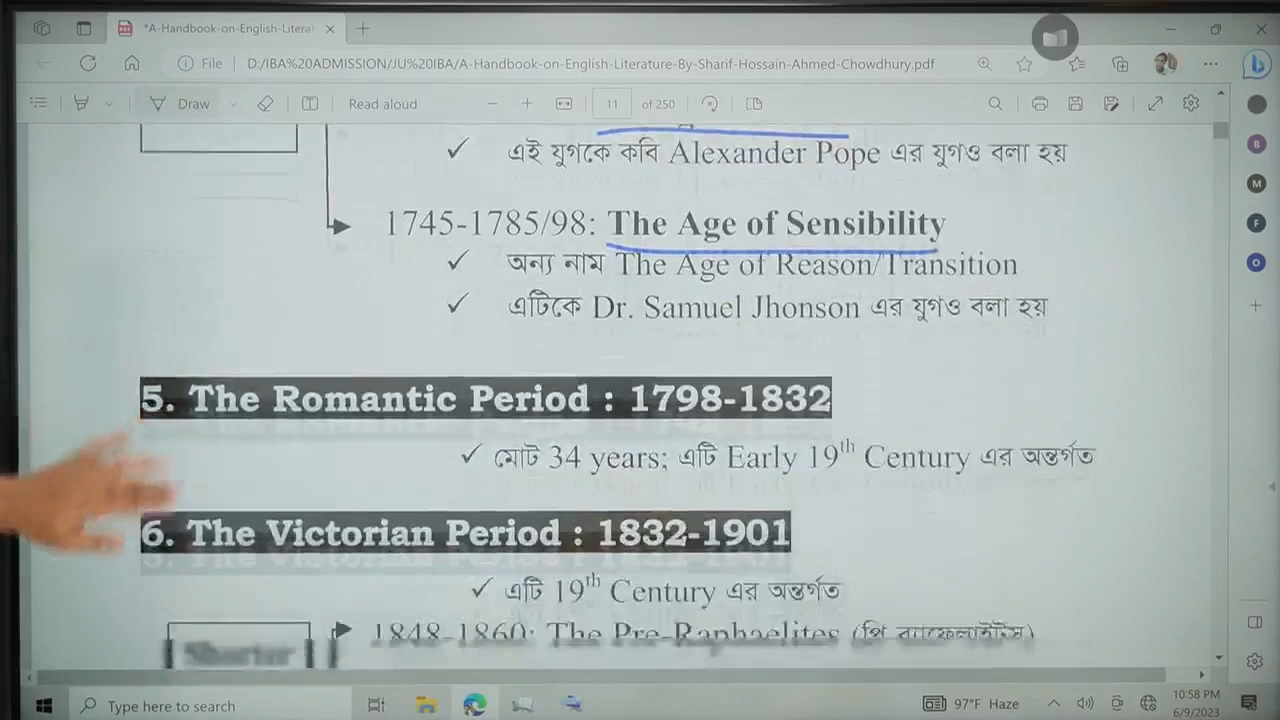 *A-Handbook-on-English-Literat
File D:/IBA%20ADMISSION/JU%20IBA/A-Handbook-on-English-Literature-By-Sharif-Hossain-Ahmed-Chowdhury.pdf
Draw Read aloud 11 of 250
এই যুগকে কবি Alexander Pope এর যুগও বলা হয়
1745-1785/98: The Age of Sensibility
অন্য নাম The Age of Reason/Transition
এটিকে Dr. Samuel Jhonson এর যুগও বলা হয়
5. The Romantic Period : 1798-1832
মোট 34 years; এটি Early 19th Century এর অন্তর্গত
6. The Victorian Period : 1832-1901
এটি 19th Century এর অন্তর্গত
1848-1860: The Pre-Raphaelites (প্রি র‍্যাফেলাইটস)
Shorter
Type here to search
97°F Haze
10:58 PM
6/9/2023